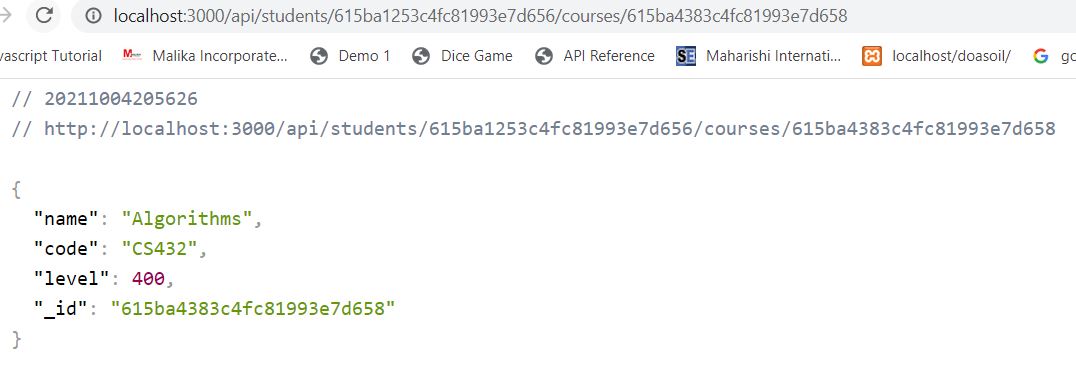 localhost:3000/api/students/615ba1253c4fc81993e7d656/courses/615ba4383c4fc81993e7d658
vascript Tutorial Malika Incorporate... Demo 1 Dice Game API Reference SE Maharishi Internati... localhost/doasoil/ G go
// 20211004205626
// http://localhost:3000/api/students/615ba1253c4fc81993e7d656/courses/615ba4383c4fc81993e7d658
{
"name": "Algorithms",
"code": "CS432",
"level": 400,
"_id": "615ba4383c4fc81993e7d658"
}